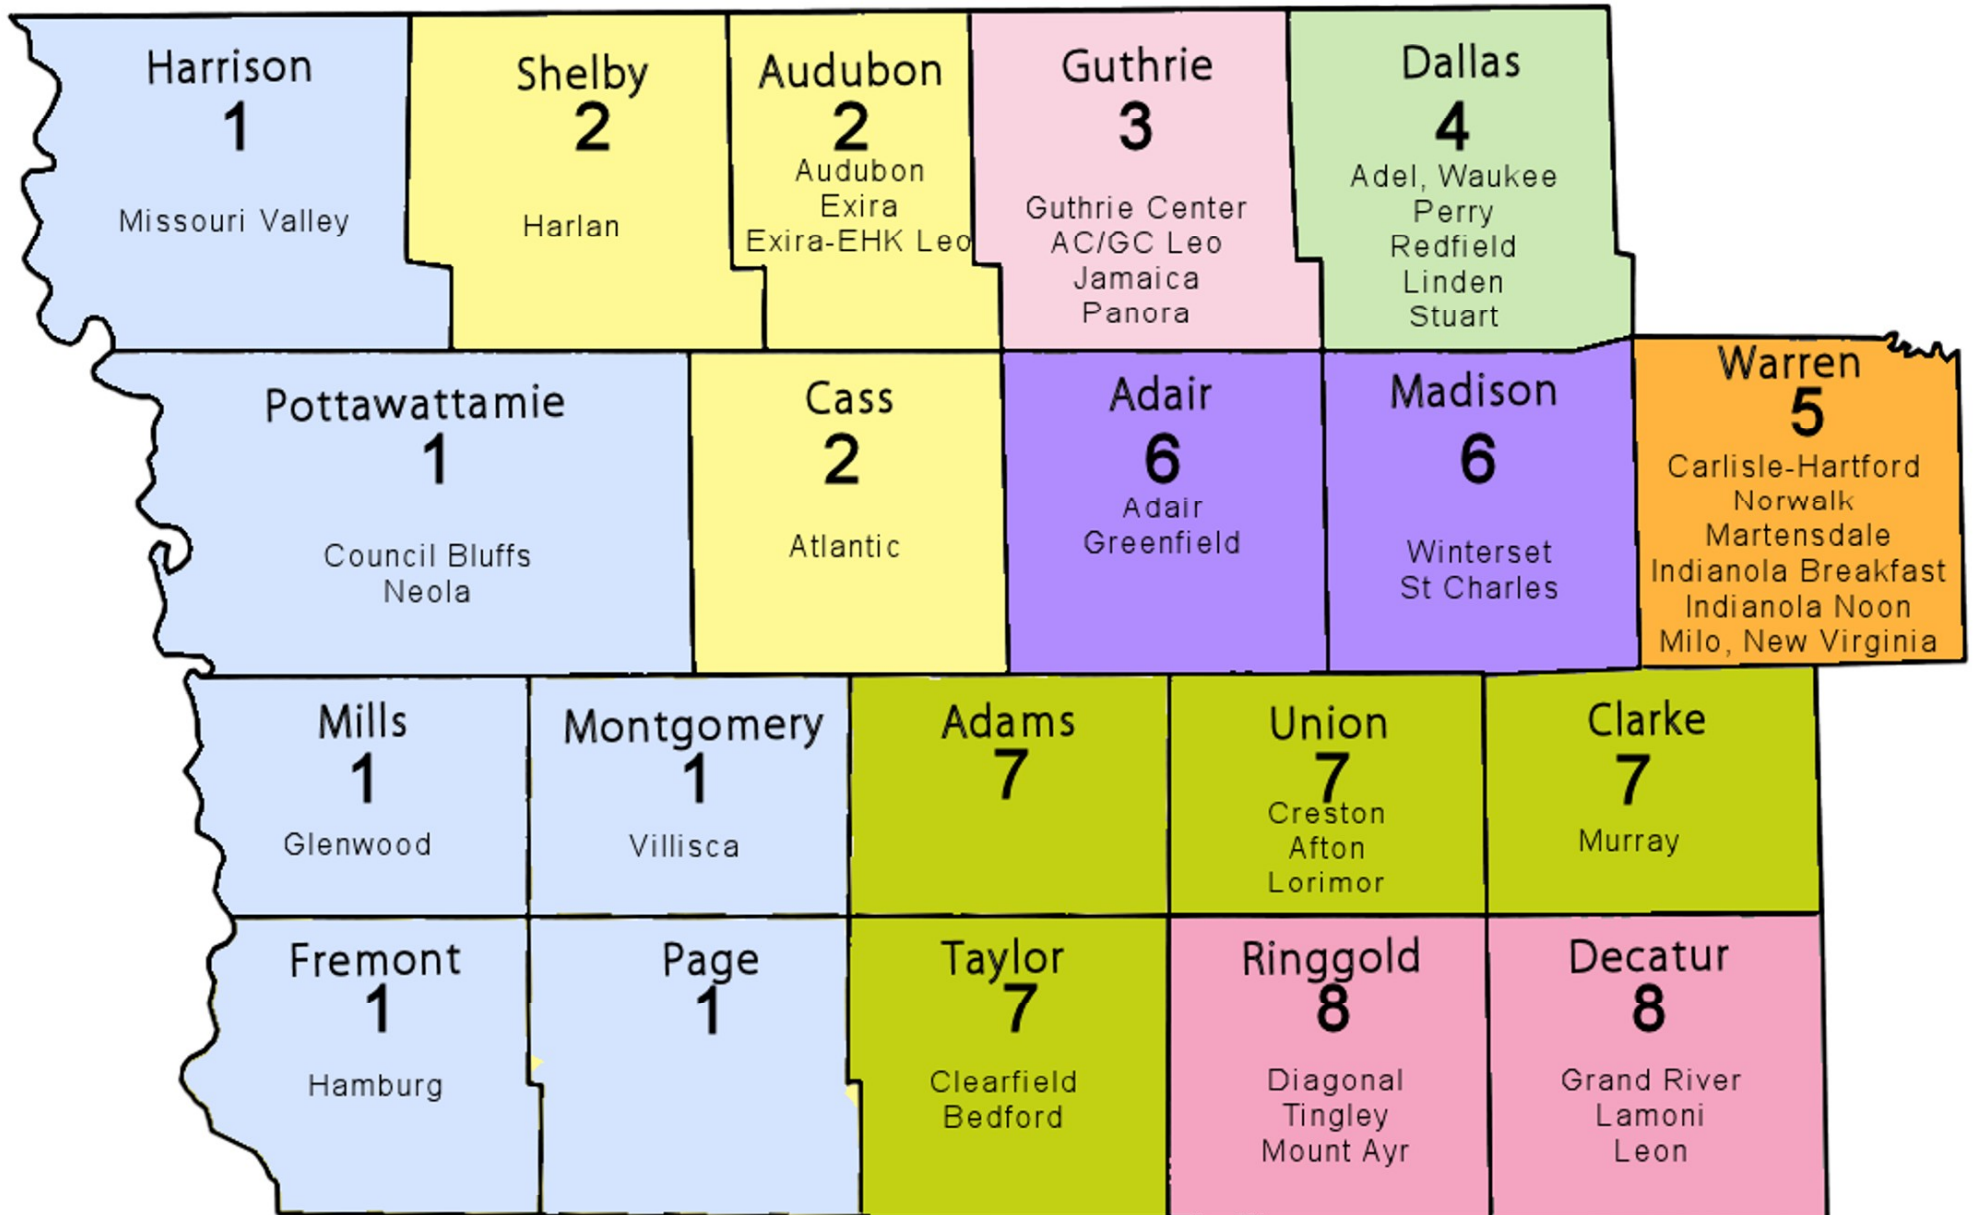 Harrison
1
Missouri Valley
Shelby
2
Harlan
Audubon
2
Audubon
Exira
Exira-EHK Leo
Guthrie
3
Guthrie Center
AC/GC Leo
Jamaica
Panora
Dallas
4
Adel, Waukee
Perry
Redfield
Linden
Stuart
Pottawattamie
1
Council Bluffs
Neola
Cass
2
Atlantic
Adair
6
Adair
Greenfield
Madison
6
Winterset
St Charles
Warren
5
Carlisle-Hartford
Norwalk
Martensdale
Indianola Breakfast
Indianola Noon
Milo, New Virginia
Mills
1
Glenwood
Montgomery
1
Villisca
Adams
7
Union
7
Creston
Afton
Lorimor
Clarke
7
Murray
Fremont
1
Hamburg
Page
1
Taylor
7
Clearfield
Bedford
Ringgold
8
Diagonal
Tingley
Mount Ayr
Decatur
8
Grand River
Lamoni
Leon